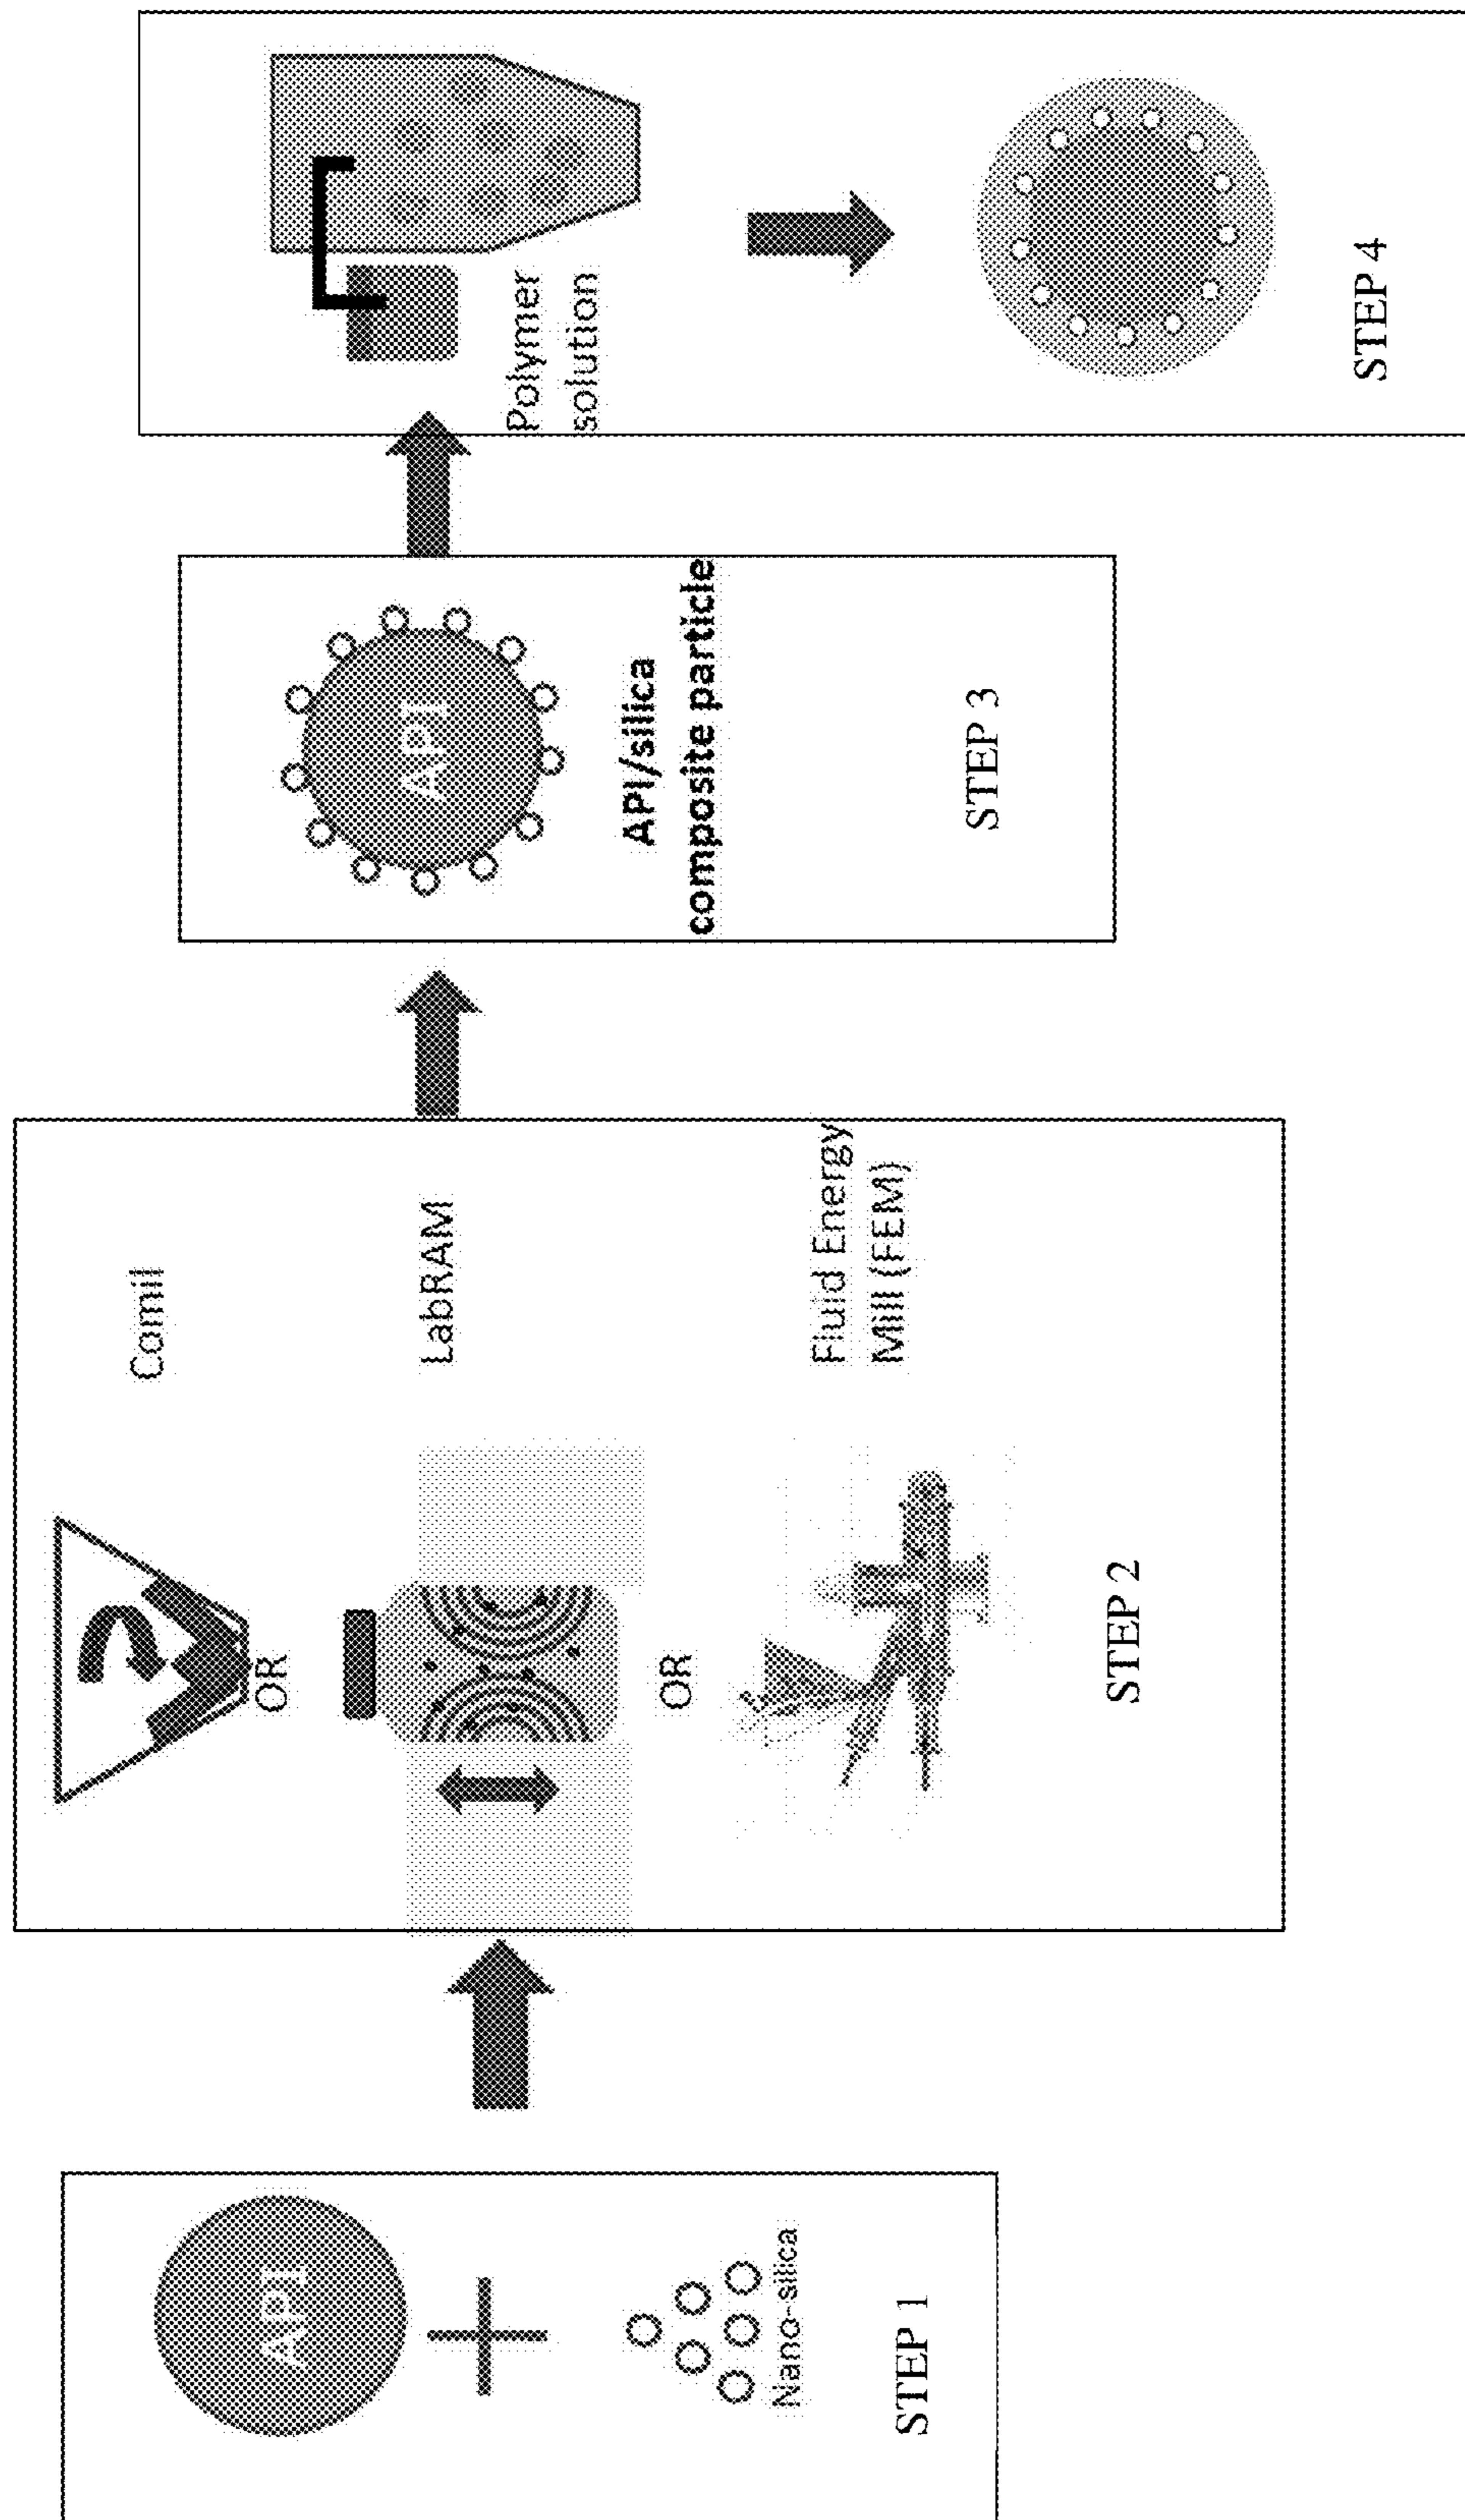 API
Nano-silica
STEP 1
Comil
OR
LabRAM
OR
Fluid Energy
Mill (FEM)
STEP 2
API
API/silica
composite particle
STEP 3
Polymer
solution
STEP 4